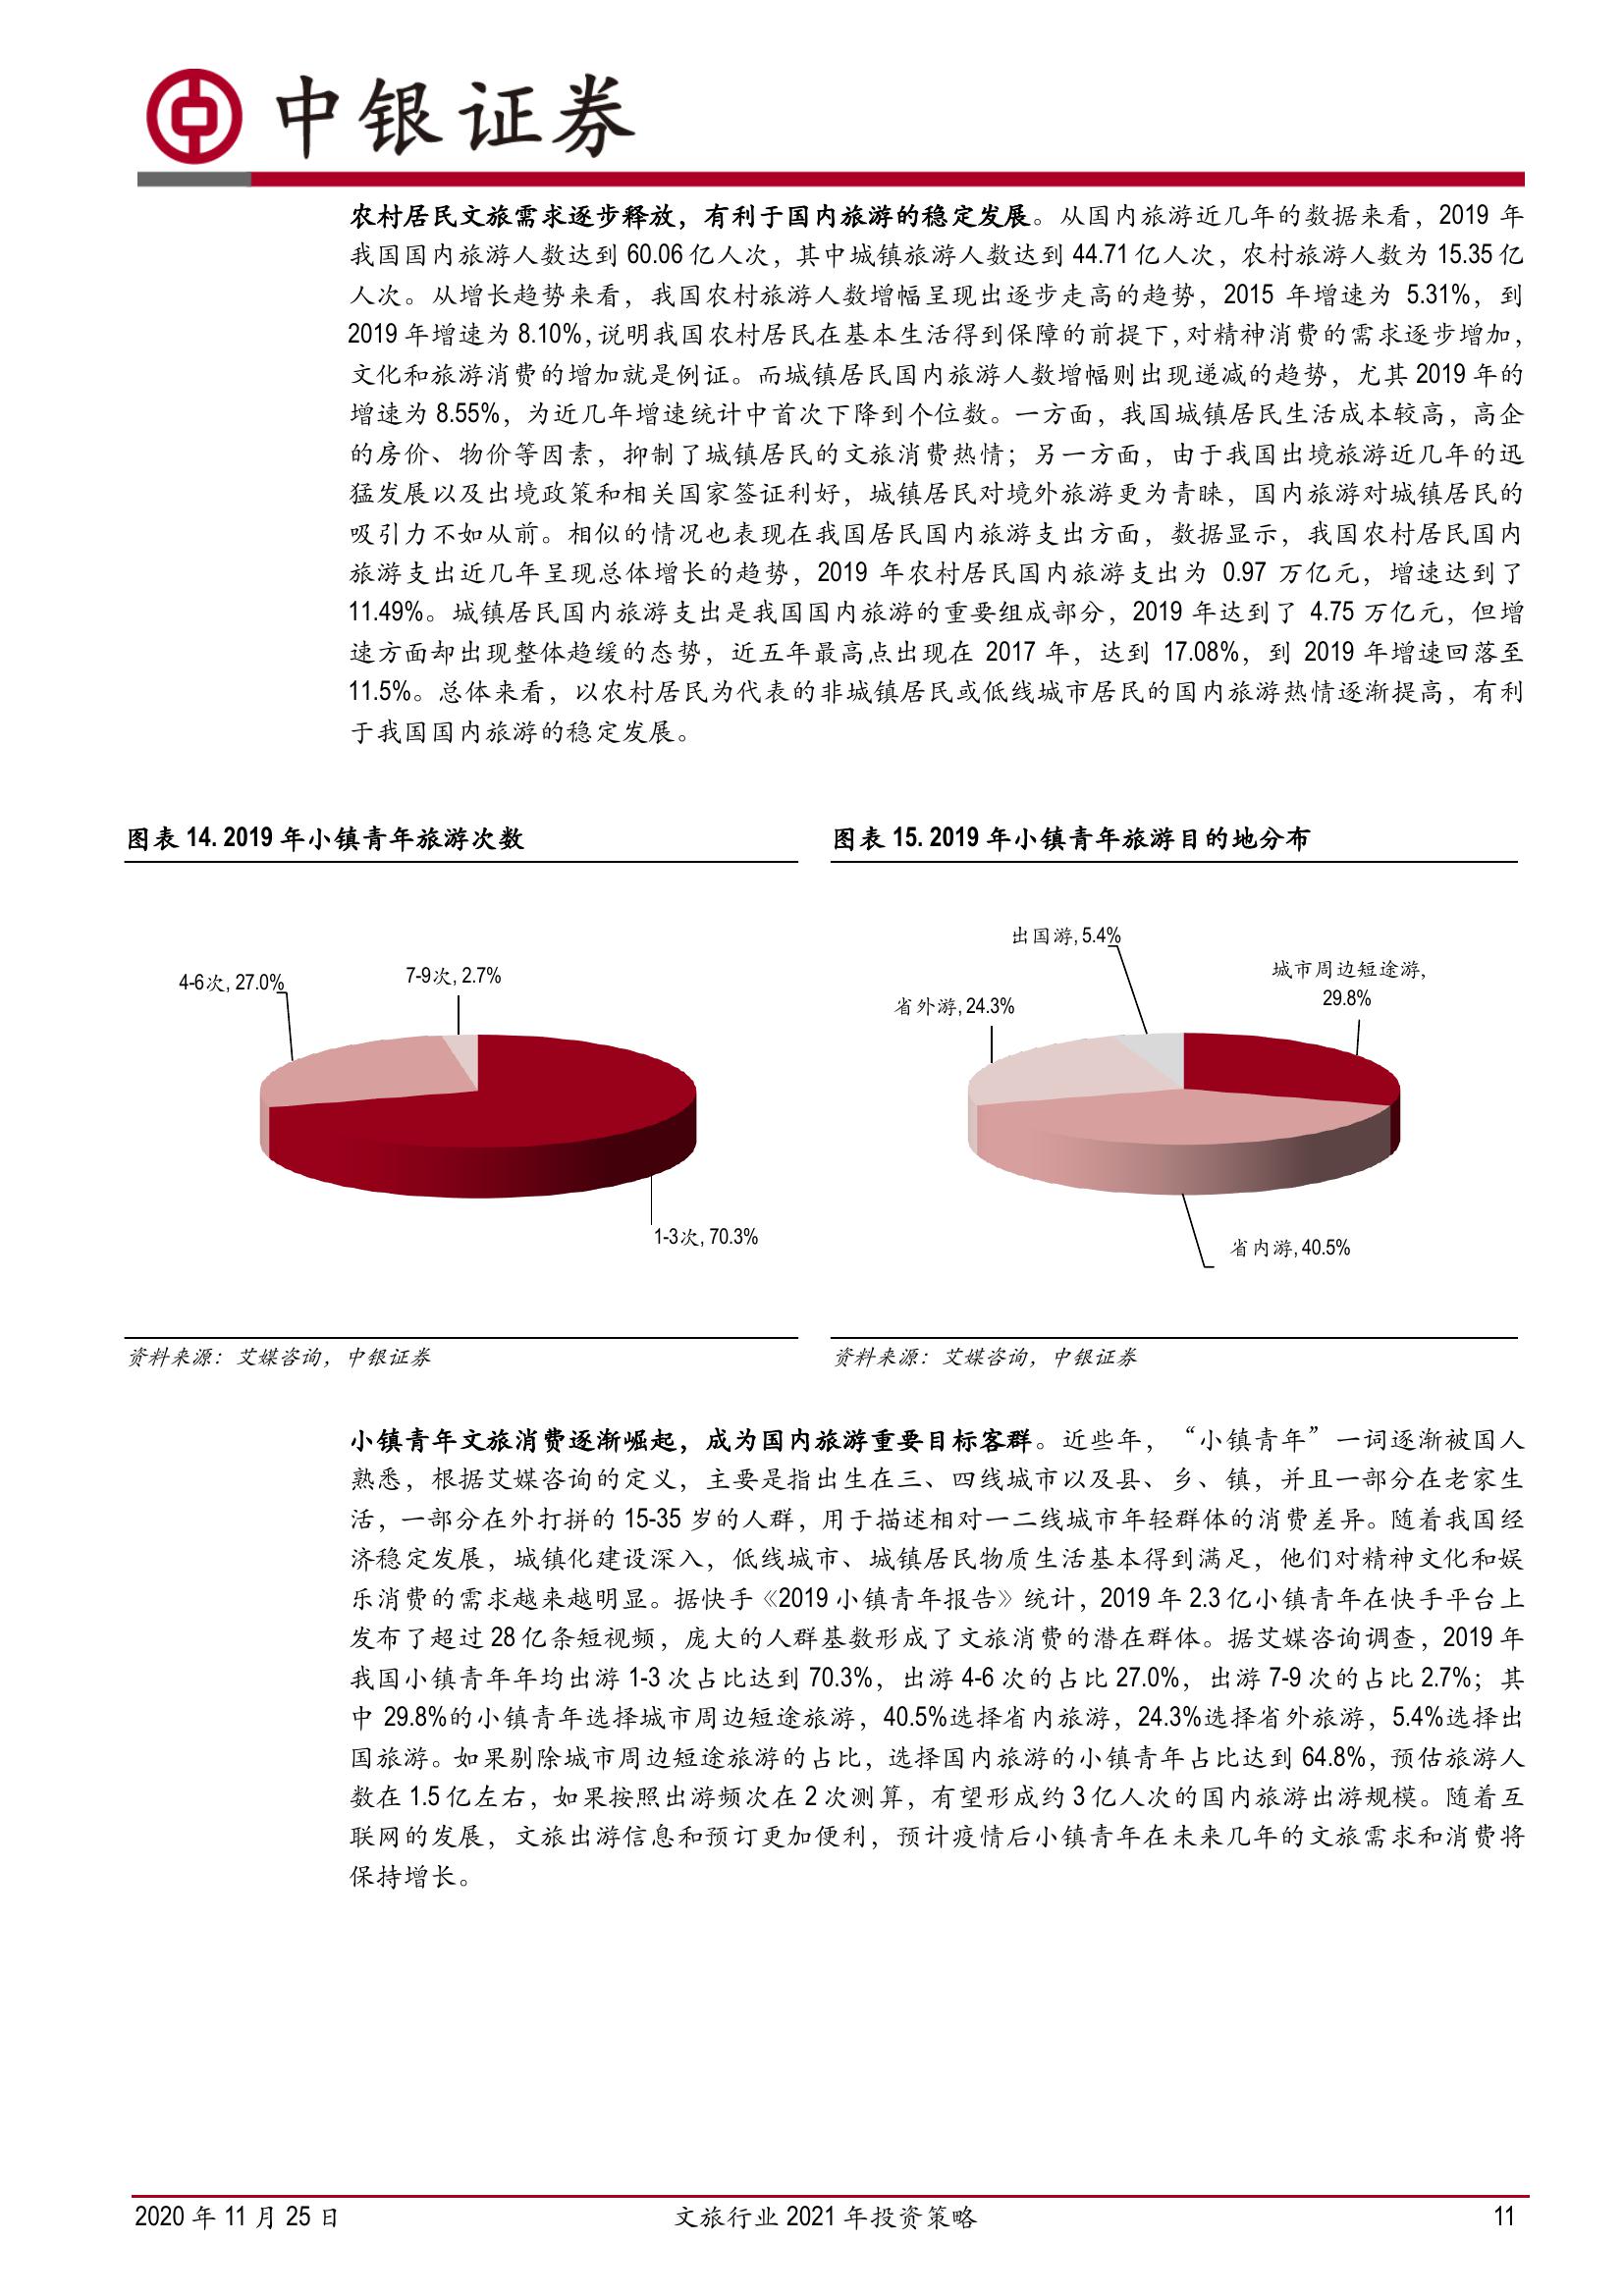 中银证券
农村居民文旅需求逐步释放，有利于国内旅游的稳定发展。从国内旅游近几年的数据来看，2019 年
我国国内旅游人数达到 60.06 亿人次，其中城镇旅游人数达到 44.71 亿人次，农村旅游人数为 15.35 亿
人次。从增长趋势来看，我国农村旅游人数增幅呈现出逐步走高的趋势，2015 年增速为 5.31%，到
2019 年增速为 8.10%，说明我国农村居民在基本生活得到保障的前提下，对精神消费的需求逐步增加，
文化和旅游消费的增加就是例证。而城镇居民国内旅游人数增幅则出现递减的趋势，尤其 2019 年的
增速为 8.55%，为近几年增速统计中首次下降到个位数。一方面，我国城镇居民生活成本较高，高企
的房价、物价等因素，抑制了城镇居民的文旅消费热情；另一方面，由于我国出境旅游近几年的迅
猛发展以及出境政策和相关国家签证利好，城镇居民对境外旅游更为青睐，国内旅游对城镇居民的
吸引力不如从前。相似的情况也表现在我国居民国内旅游支出方面，数据显示，我国农村居民国内
旅游支出近几年呈现总体增长的趋势，2019 年农村居民国内旅游支出为 0.97 万亿元，增速达到了
11.49%。城镇居民国内旅游支出是我国国内旅游的重要组成部分，2019 年达到了 4.75 万亿元，但增
速方面却出现整体趋缓的态势，近五年最高点出现在 2017 年，达到 17.08%，到 2019 年增速回落至
11.5%。总体来看，以农村居民为代表的非城镇居民或低线城市居民的国内旅游热情逐渐提高，有利
于我国国内旅游的稳定发展。
图表 14. 2019 年小镇青年旅游次数
4-6次, 27.0%
7-9次, 2.7%
1-3次, 70.3%
资料来源：艾媒咨询，中银证券
图表 15. 2019 年小镇青年旅游目的地分布
出国游, 5.4%
城市周边短途游,
29.8%
省外游, 24.3%
省内游, 40.5%
资料来源：艾媒咨询，中银证券
小镇青年文旅消费逐渐崛起，成为国内旅游重要目标客群。近些年，“小镇青年”一词逐渐被国人
熟悉，根据艾媒咨询的定义，主要是指出生在三、四线城市以及县、乡、镇，并且一部分在老家生
活，一部分在外打拼的 15-35 岁的人群，用于描述相对一二线城市年轻群体的消费差异。随着我国经
济稳定发展，城镇化建设深入，低线城市、城镇居民物质生活基本得到满足，他们对精神文化和娱
乐消费的需求越来越明显。据快手《2019 小镇青年报告》统计，2019 年 2.3 亿小镇青年在快手平台上
发布了超过 28 亿条短视频，庞大的人群基数形成了文旅消费的潜在群体。据艾媒咨询调查，2019 年
我国小镇青年年均出游 1-3 次占比达到 70.3%，出游 4-6 次的占比 27.0%，出游 7-9 次的占比 2.7%；其
中 29.8%的小镇青年选择城市周边短途旅游，40.5%选择省内旅游，24.3%选择省外旅游，5.4%选择出
国旅游。如果剔除城市周边短途旅游的占比，选择国内旅游的小镇青年占比达到 64.8%，预估旅游人
数在 1.5 亿左右，如果按照出游频次在 2 次测算，有望形成约 3 亿人次的国内旅游出游规模。随着互
联网的发展，文旅出游信息和预订更加便利，预计疫情后小镇青年在未来几年的文旅需求和消费将
保持增长。
2020 年 11 月 25 日
文旅行业 2021 年投资策略
11